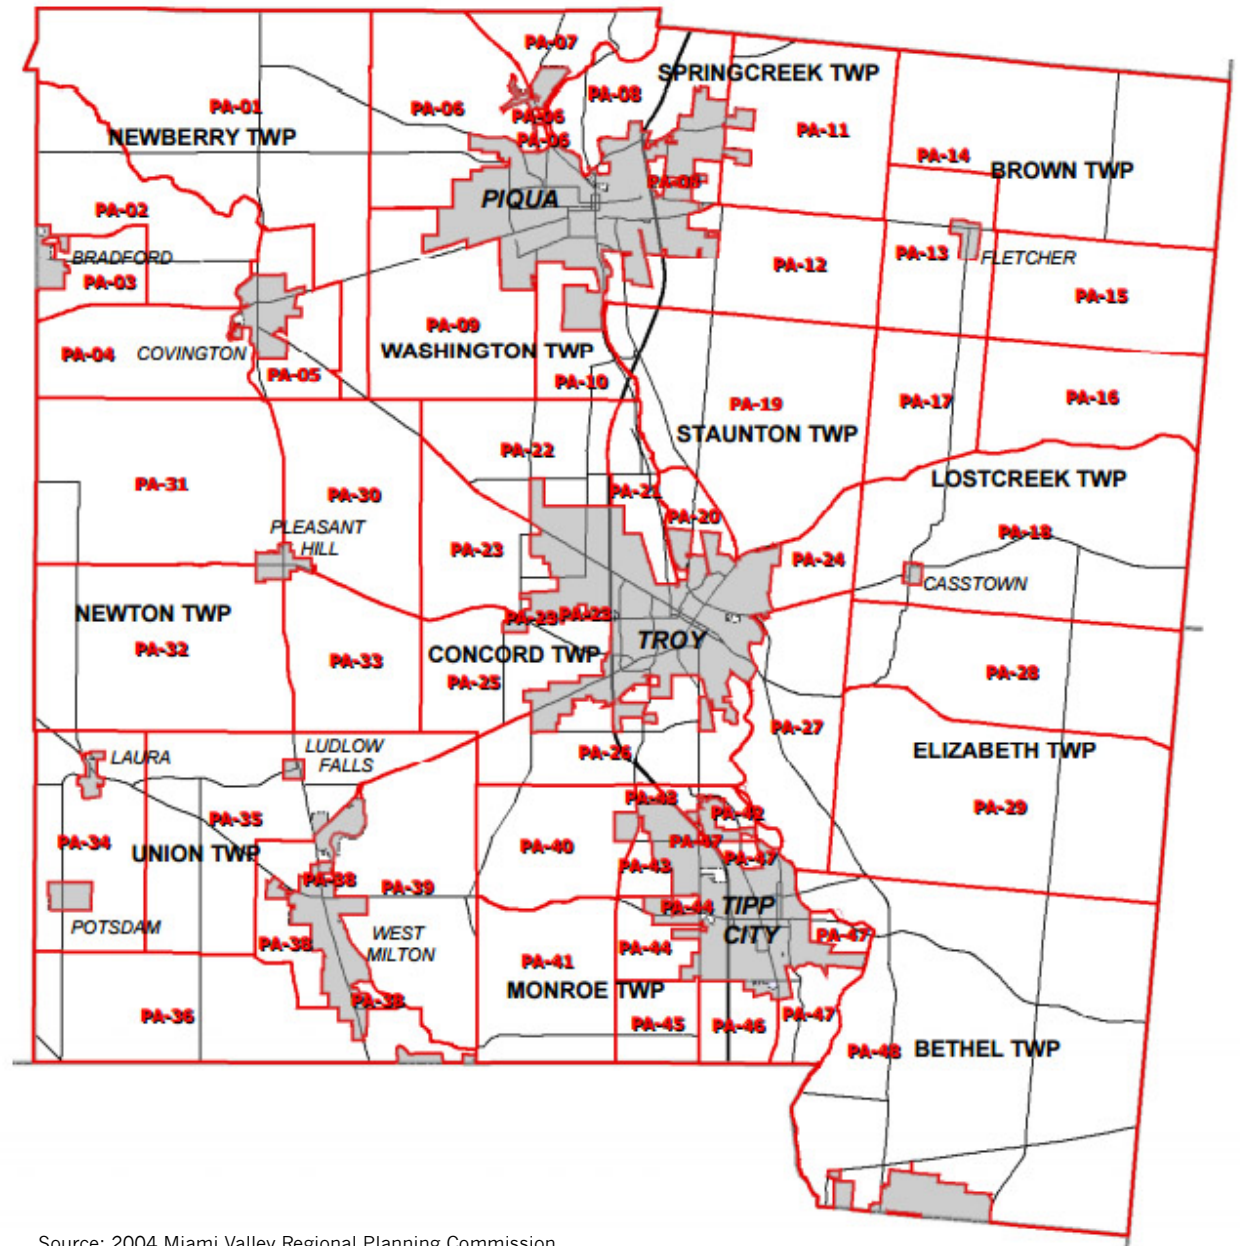 PA-07
SPRINGCREEK TWP
PA-08
PA-01
PA-06
PA-06
PA-11
NEWBERRY TWP
PA-06
PA-14
BROWN TWP
PA-02
PIQUA
BRADFORD
PA-03
PA-12
PA-13
FLETCHER
PA-15
PA-09
PA-04
COVINGTON
WASHINGTON TWP
PA-05
PA-10
PA-19
PA-17
PA-16
STAUNTON TWP
PA-22
PA-31
PA-30
PA-21
LOSTCREEK TWP
PA-20
PLEASANT
HILL
PA-18
PA-23
PA-24
CASSTOWN
NEWTON TWP
PA-23
PA-23
PA-32
PA-33
CONCORD TWP
TROY
PA-25
PA-28
PA-27
LAURA
LUDLOW
FALLS
PA-26
ELIZABETH TWP
PA-43
PA-29
PA-34
PA-35
PA-42
UNION TWP
PA-40
PA-47
PA-43
PA-47
PA-38
PA-39
PA-44
TIPP
CITY
POTSDAM
PA-38
WEST
MILTON
PA-44
PA-47
PA-41
MONROE TWP
PA-36
PA-38
PA-45
PA-46
PA-47
PA-48
BETHEL TWP
Source: 2004 Miami Valley Regional Planning Commission